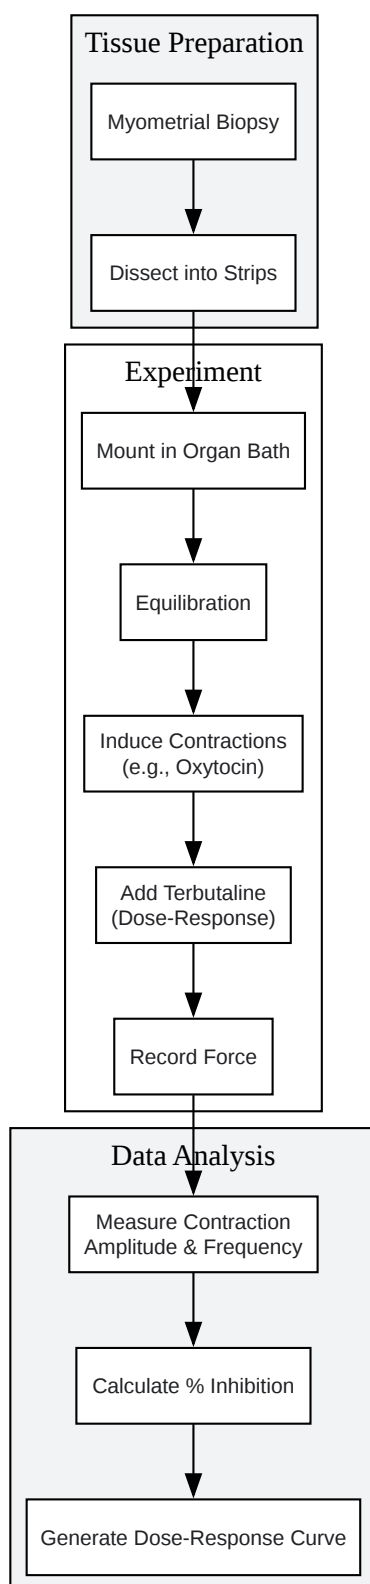 Tissue Preparation
Myometrial Biopsy
Dissect into Strips
Experiment
Mount in Organ Bath
Equilibration
Induce Contractions
(e.g., Oxytocin)
Add Terbutaline
(Dose-Response)
Record Force
Data Analysis
Measure Contraction
Amplitude & Frequency
Calculate % Inhibition
Generate Dose-Response Curve